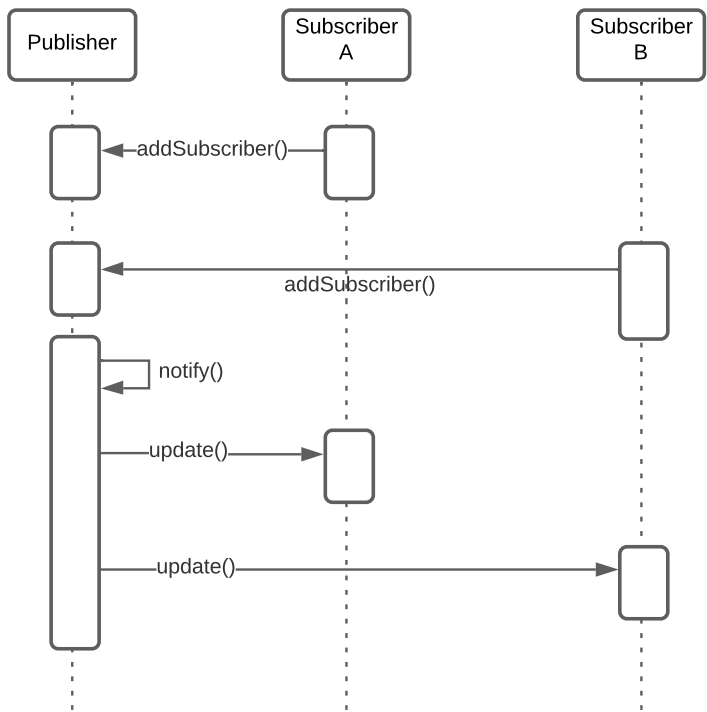 Publisher
Subscriber
A
Subscriber
B
addSubscriber()
addSubscriber()
notify()
update()
update()